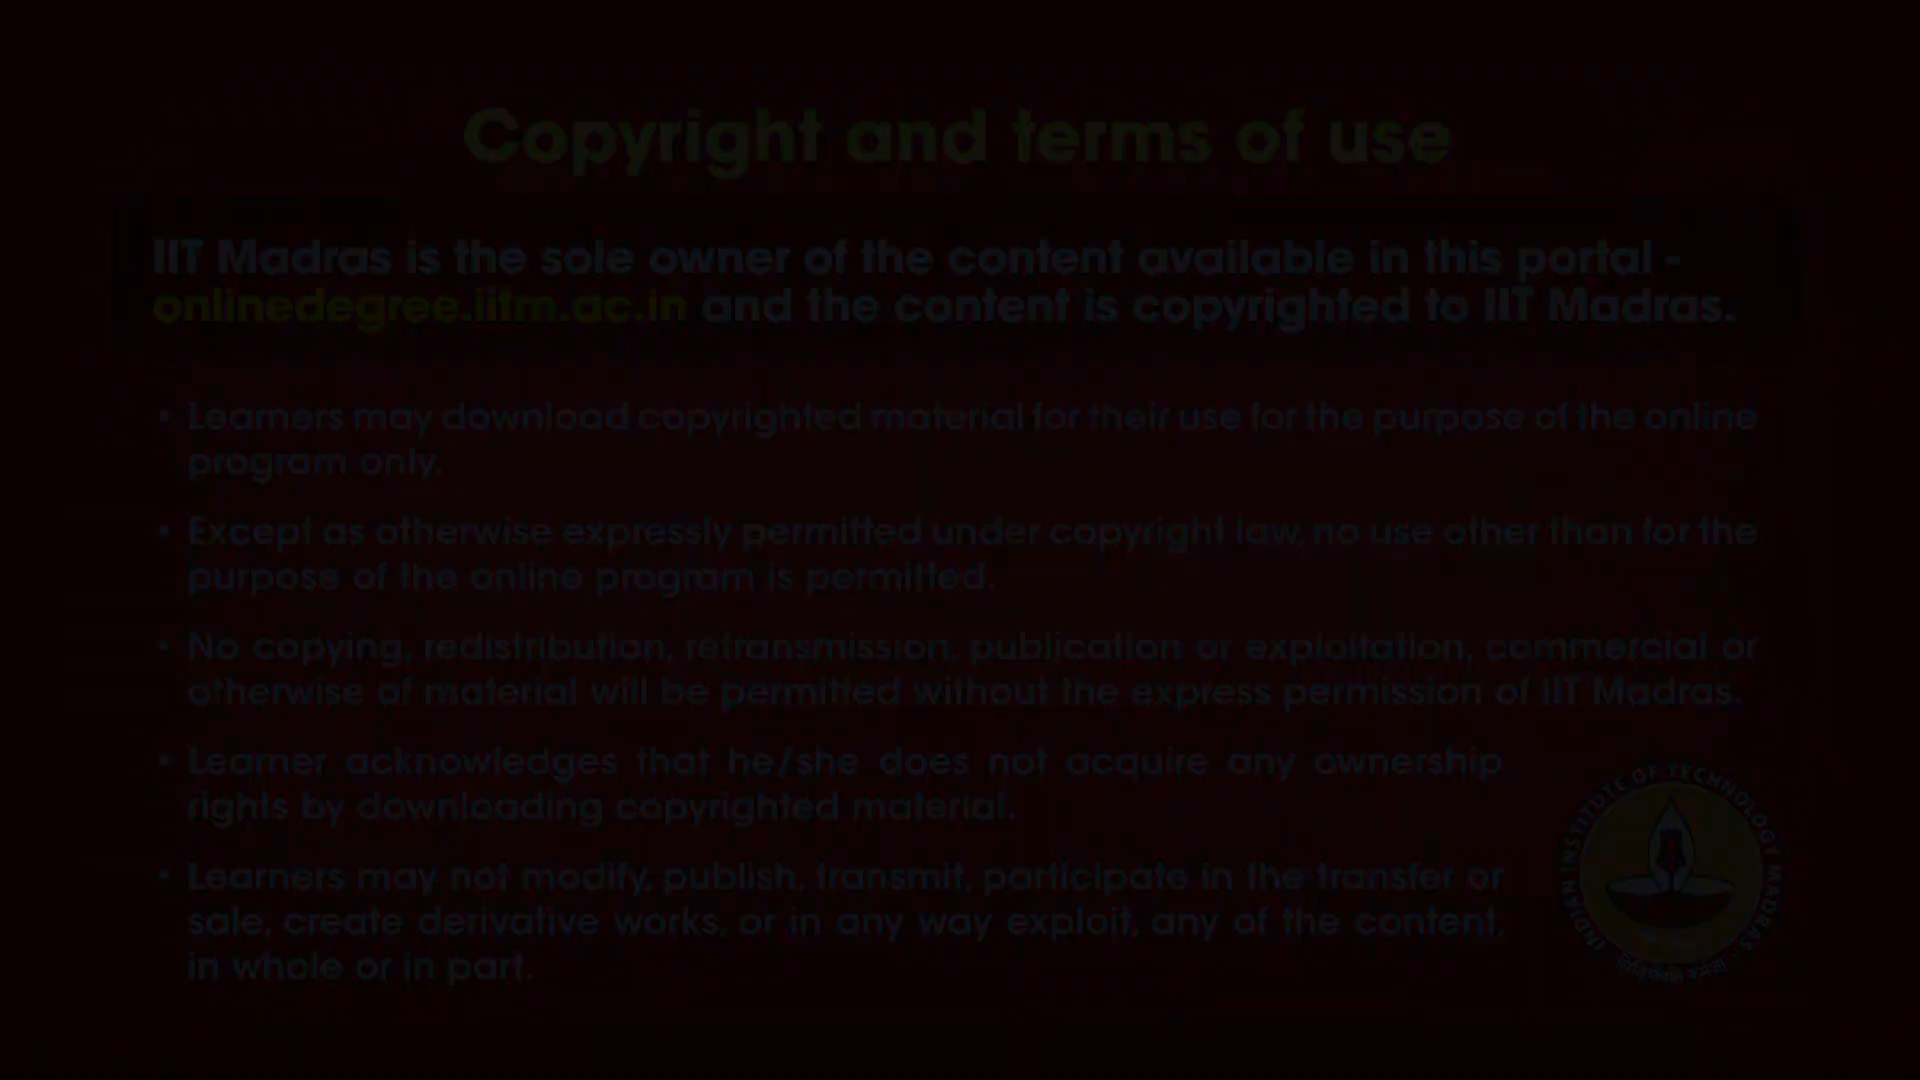 Copyright and terms of use
IIT Madras is the sole owner of the content available in this portal -
onlinedegree.iitm.ac.in and the content is copyrighted to IIT Madras.
• Learners may download copyrighted material for their use for the purpose of the online
program only.
• Except as otherwise expressly permitted under copyright law, no use other than for the
purpose of the online program is permitted.
• No copying, redistribution, retransmission, publication or exploitation, commercial or
otherwise of material will be permitted without the express permission of IIT Madras.
• Learner acknowledges that he/she does not acquire any ownership
rights by downloading copyrighted material.
• Learners may not modify, publish, transmit, participate in the transfer or
sale, create derivative works, or in any way exploit, any of the content,
in whole or in part.
INDIAN INSTITUTE OF TECHNOLOGY MADRAS